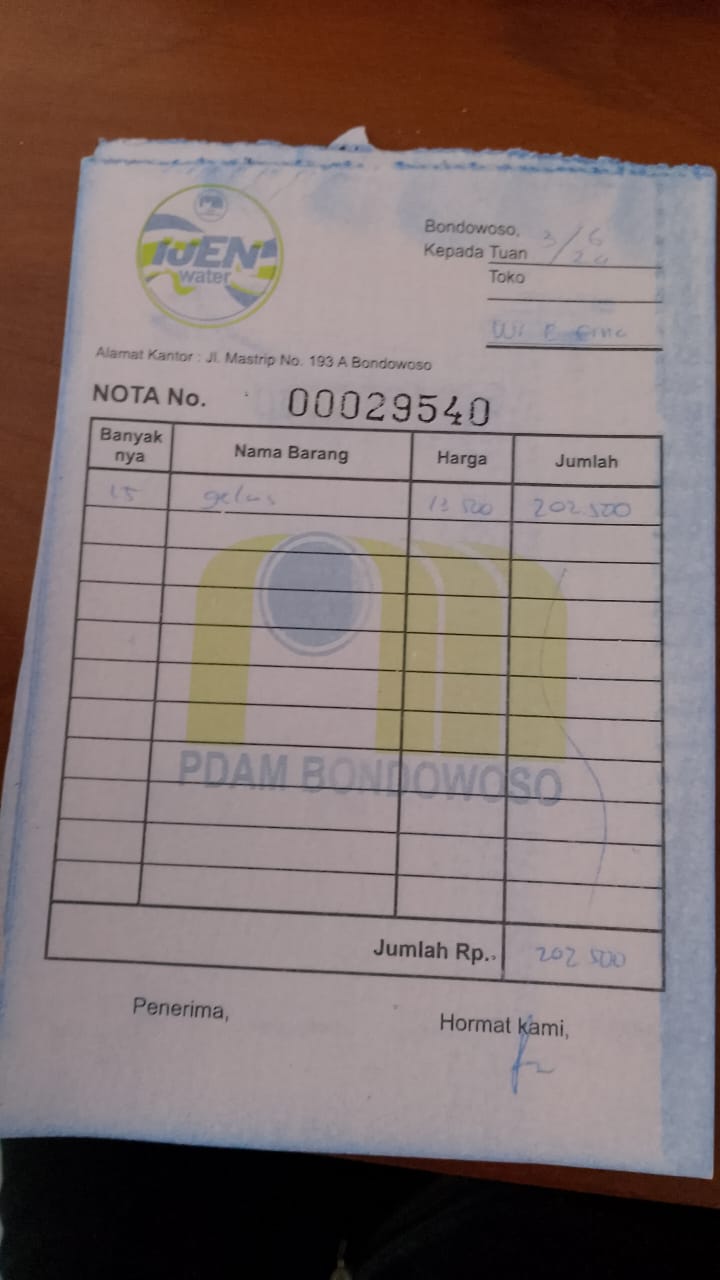 IJEN
water
Bondowoso, 3/6
Kepada Tuan
Toko
Alamat Kantor : Jl. Mastrip No. 193 A Bondowoso
NOTA No. 00029540
Banyak nya Nama Barang Harga Jumlah
15 gelas 13 500 202.500
PDAM BONDOWOSO
Jumlah Rp.. 202 500
Penerima,
Hormat kami,